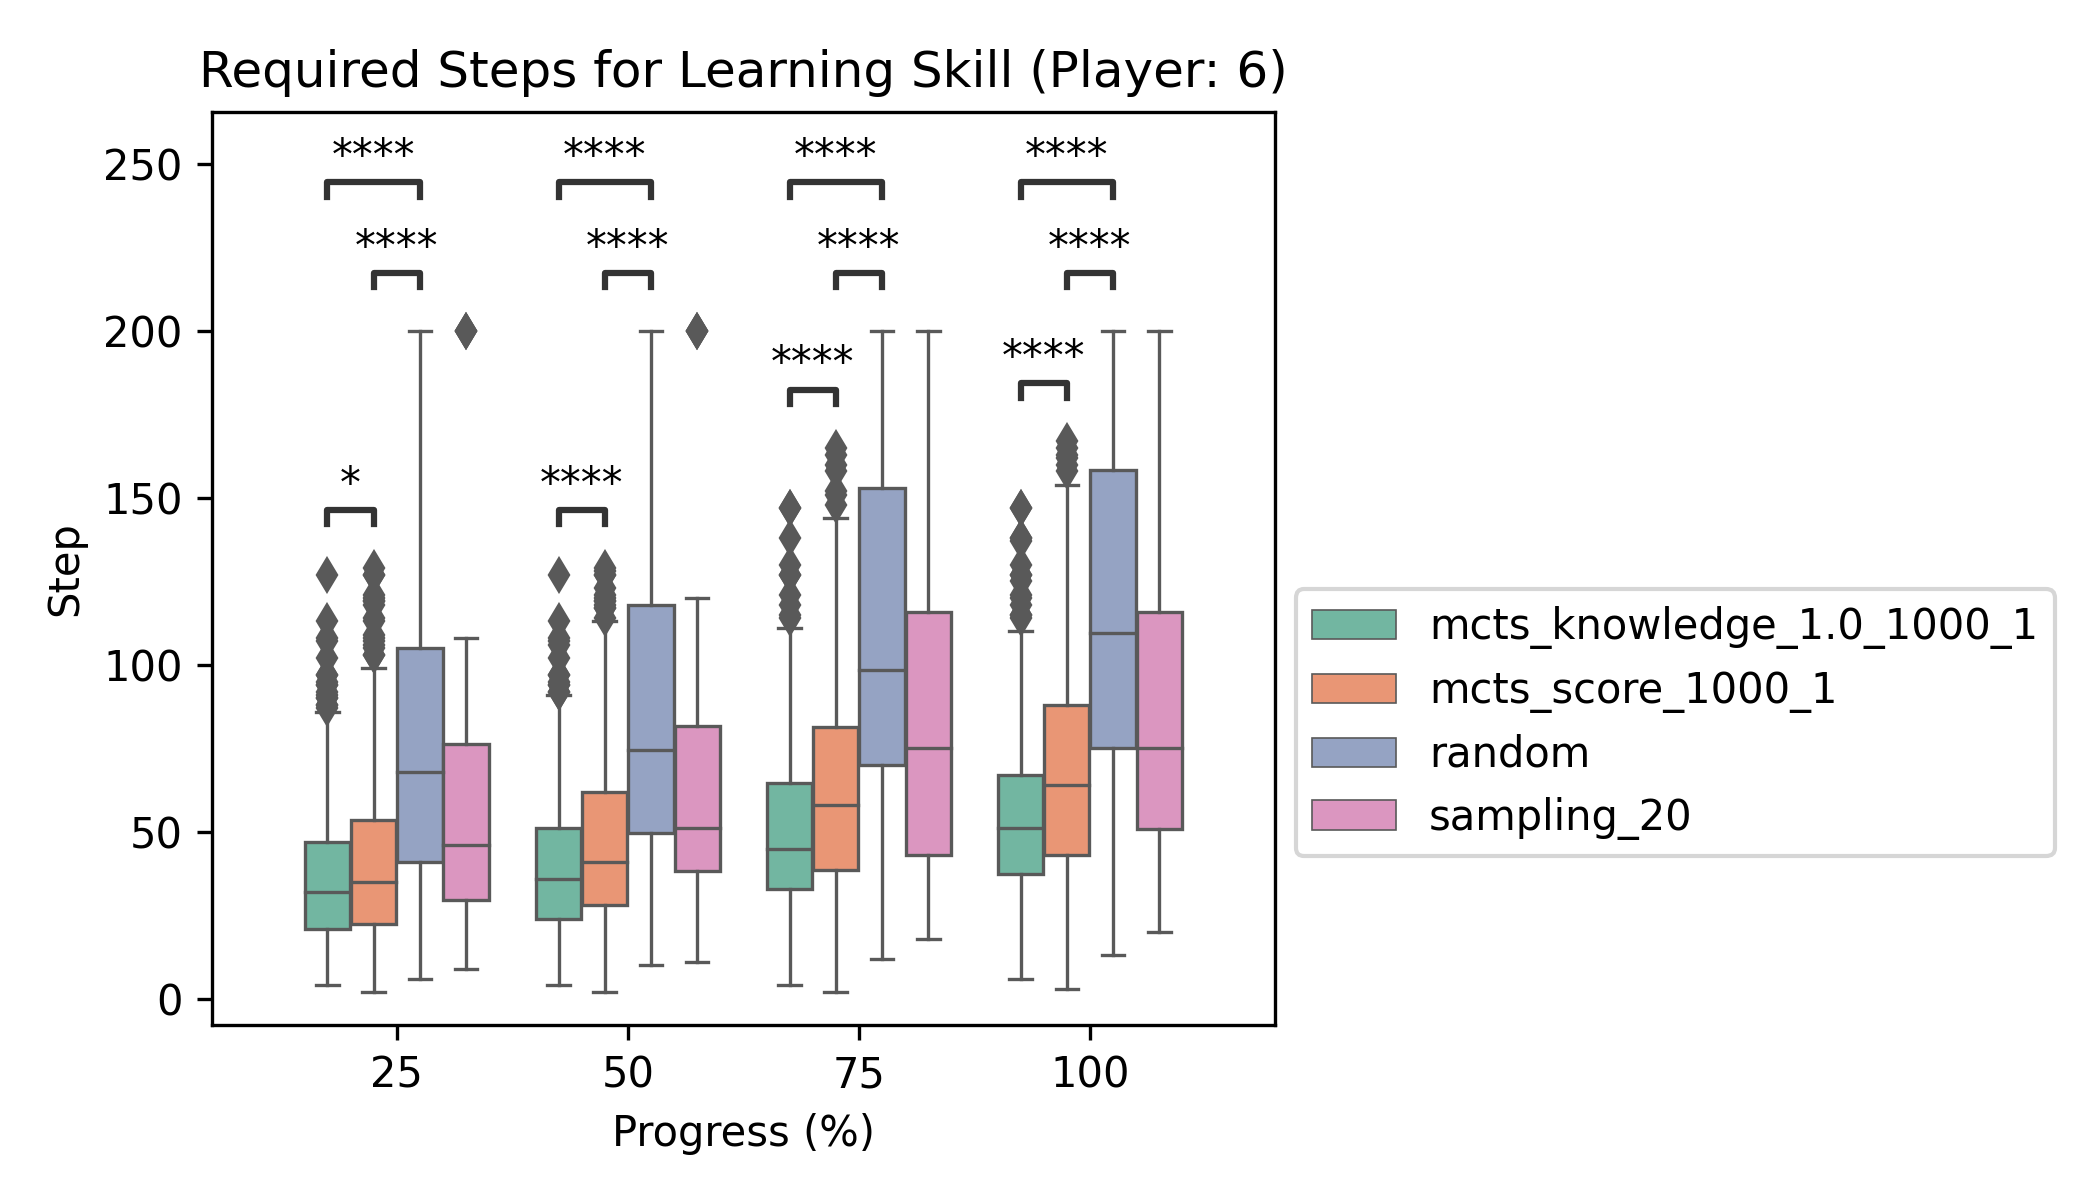 Required Steps for Learning Skill (Player: 6)
250
200
150
100
50
0
Step
**** **** **** ****
**** **** **** ****
**** ****
* ****
25 50 75 100
Progress (%)
mcts_knowledge_1.0_1000_1
mcts_score_1000_1
random
sampling_20